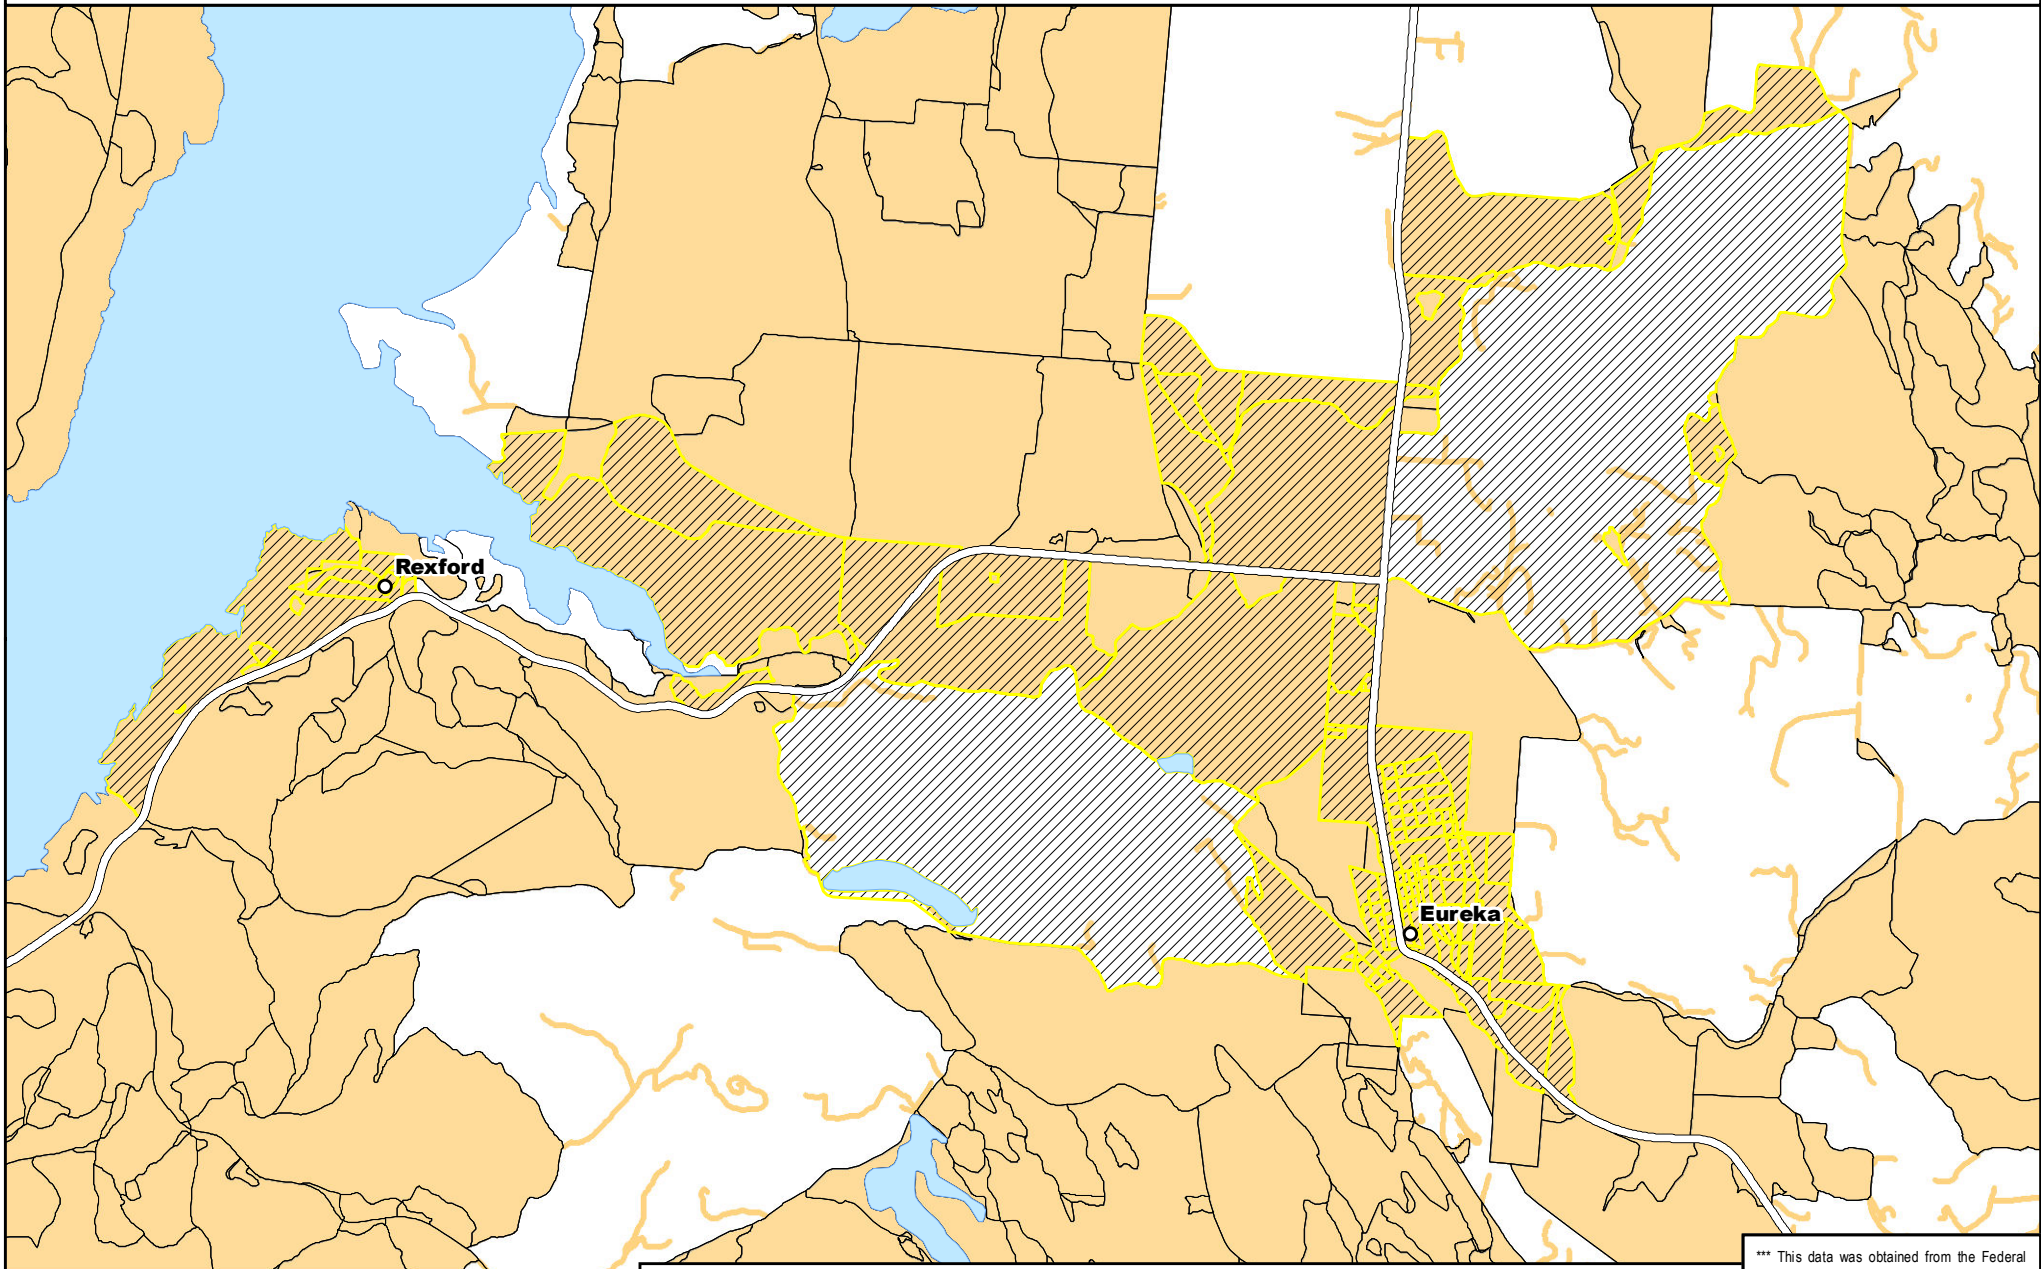 Rexford
Eureka
*** This data was obtained from the Federal